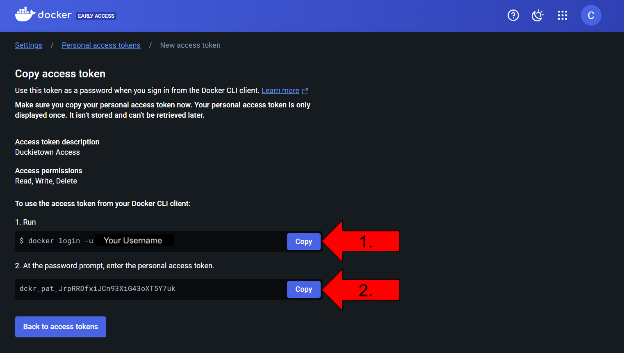 docker EARLY ACCESS
C
Settings / Personal access tokens / New access token
Copy access token
Use this token as a password when you sign in from the Docker CLI client. Learn more
Make sure you copy your personal access token now. Your personal access token is only
displayed once. It isn't stored and can't be retrieved later.
Access token description
Duckietown Access
Access permissions
Read, Write, Delete
To use the access token from your Docker CLI client:
1. Run
$ docker login -u Your Username Copy 1.
2. At the password prompt, enter the personal access token.
dckr_pat_JrpRROfxiJCn93XiG43oXT5Y7uk Copy 2.
Back to access tokens